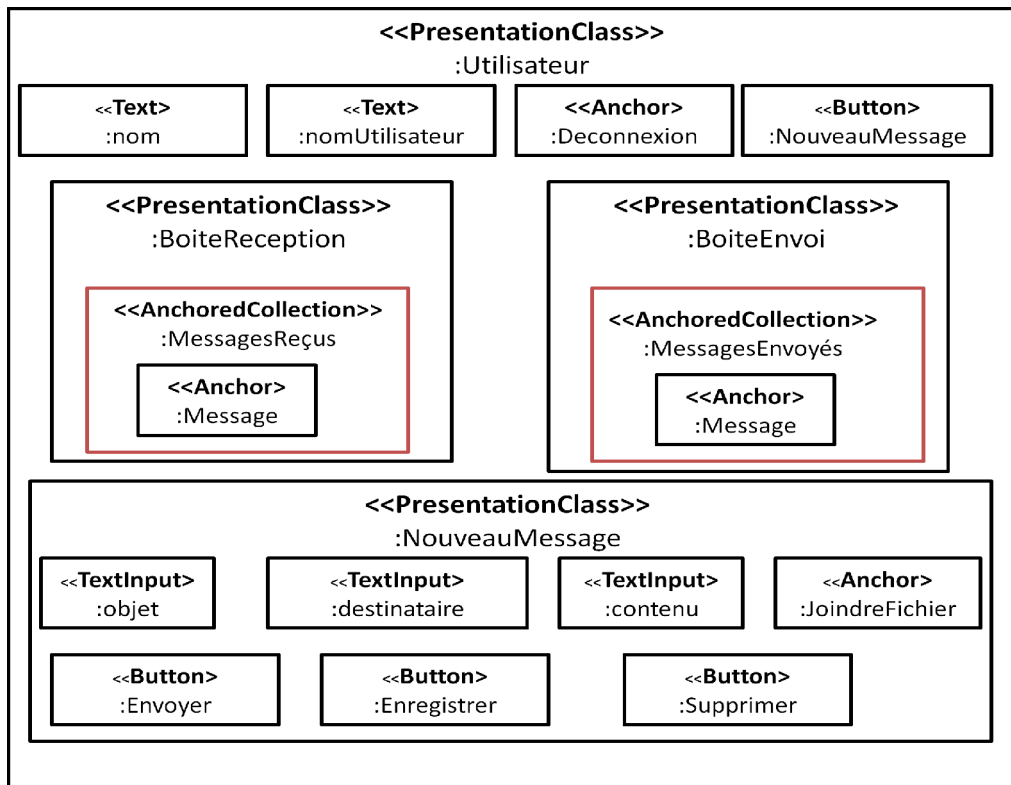 <<PresentationClass>>
:Utilisateur
<<Text>
:nom
<<Text>
:nomUtilisateur
<<Anchor>
:Deconnexion
<<Button>
:NouveauMessage
<<PresentationClass>>
:BoiteReception
<<AnchoredCollection>>
:MessagesReçus
<<Anchor>
:Message
<<PresentationClass>>
:BoiteEnvoi
<<AnchoredCollection>>
:MessagesEnvoyés
<<Anchor>
:Message
<<PresentationClass>>
:NouveauMessage
<<TextInput>
:objet
<<TextInput>
:destinataire
<<TextInput>
:contenu
<<Anchor>
:JoindreFichier
<<Button>
:Envoyer
<<Button>
:Enregistrer
<<Button>
:Supprimer